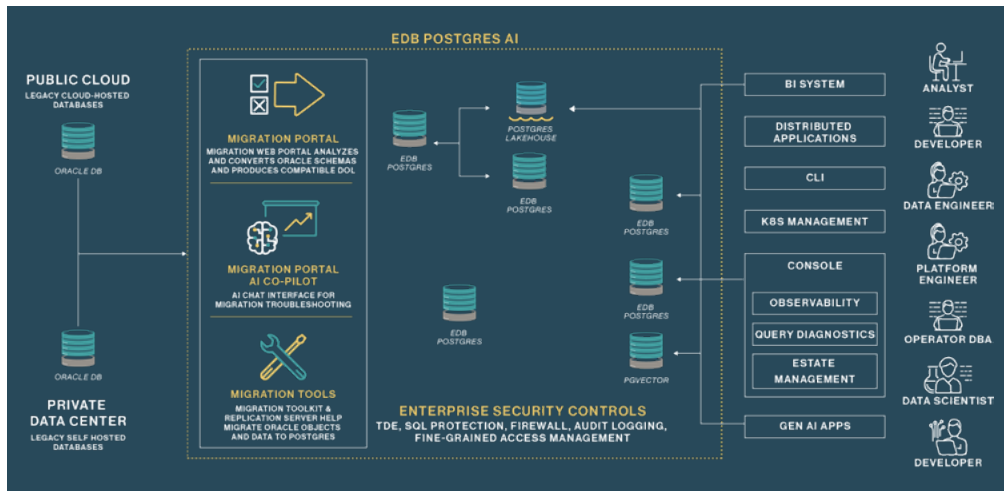 EDB POSTGRES AI
PUBLIC CLOUD
LEGACY CLOUD-HOSTED
DATABASES
ORACLE DB
ORACLE DB
PRIVATE
DATA CENTER
LEGACY SELF HOSTED
DATABASES
MIGRATION PORTAL
MIGRATION WEB PORTAL ANALYZES
AND CONVERTS ORACLE SCHEMAS
AND PRODUCES COMPATIBLE DOL
MIGRATION PORTAL
AI CO-PILOT
AI CHAT INTERFACE FOR
MIGRATION TROUBLESHOOTING
MIGRATION TOOLS
MIGRATION TOOLKIT &
REPLICATION SERVER HELP
MIGRATE ORACLE OBJECTS
AND DATA TO POSTGRES
EDB
POSTGRES
POSTGRES
LAKEHOUSE
EDB
POSTGRES
EDB
POSTGRES
EDB
POSTGRES
EDB
POSTGRES
PGVECTOR
ENTERPRISE SECURITY CONTROLS
TDE, SQL PROTECTION, FIREWALL, AUDIT LOGGING,
FINE-GRAINED ACCESS MANAGEMENT
BI SYSTEM
DISTRIBUTED
APPLICATIONS
CLI
K8S MANAGEMENT
CONSOLE
OBSERVABILITY
QUERY DIAGNOSTICS
ESTATE
MANAGEMENT
GEN AI APPS
ANALYST
DEVELOPER
DATA ENGINEER
PLATFORM
ENGINEER
OPERATOR DBA
DATA SCIENTIST
DEVELOPER